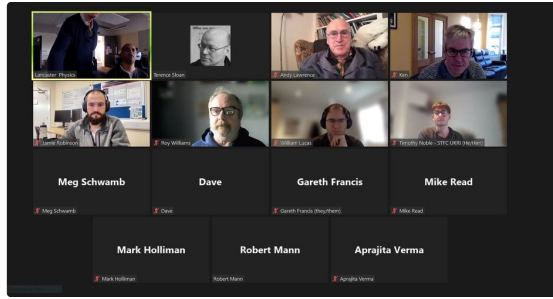 Lancaster_Physics
Terence Sloan
Andy Lawrence
Ken
Jamie Robinson
Roy Williams
William Lucas
Timothy Noble - STFC UKRI (He/Him)
Meg Schwamb
Dave
Gareth Francis
Mike Read
Meg Schwamb
Dave
Gareth Francis (they/them)
Mike Read
Mark Holliman
Robert Mann
Aprajita Verma
Mark Holliman
Robert Mann
Aprajita Verma